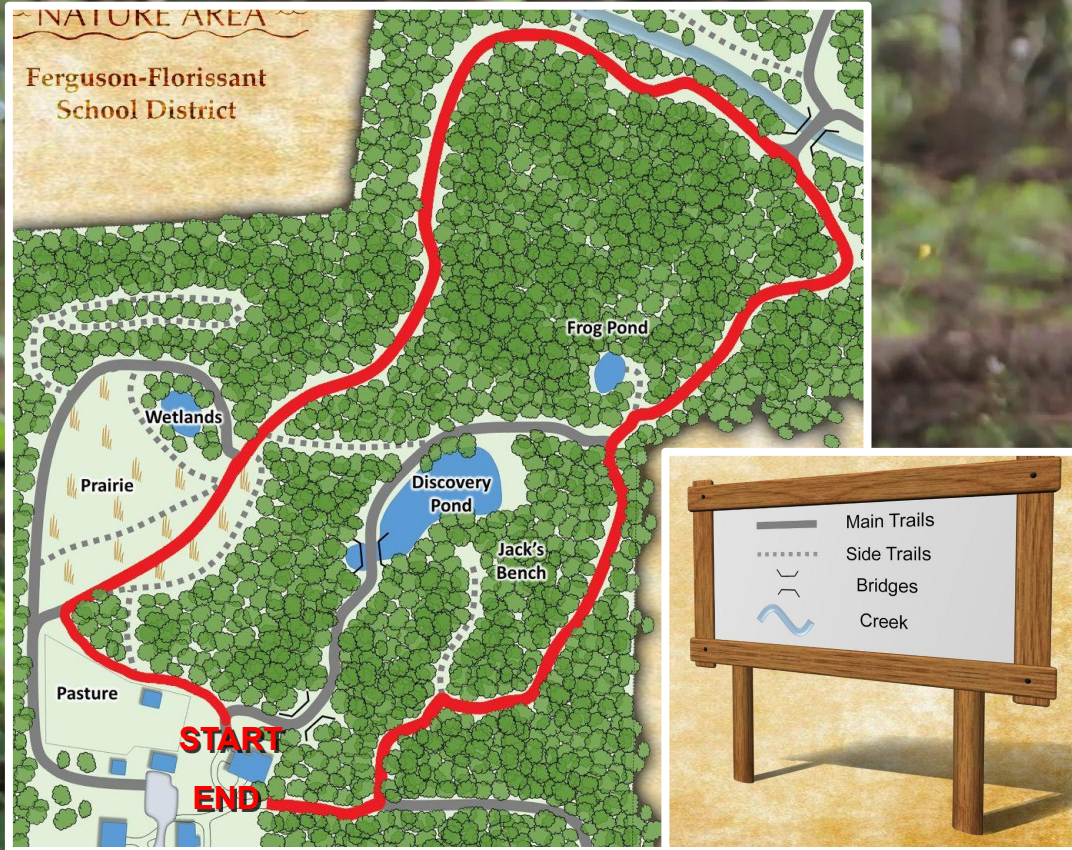 NATURE AREA
Ferguson-Florissant
School District
Frog Pond
Wetlands
Prairie
Discovery
Pond
Jack's
Bench
Pasture
START
END
Main Trails
Side Trails
Bridges
Creek